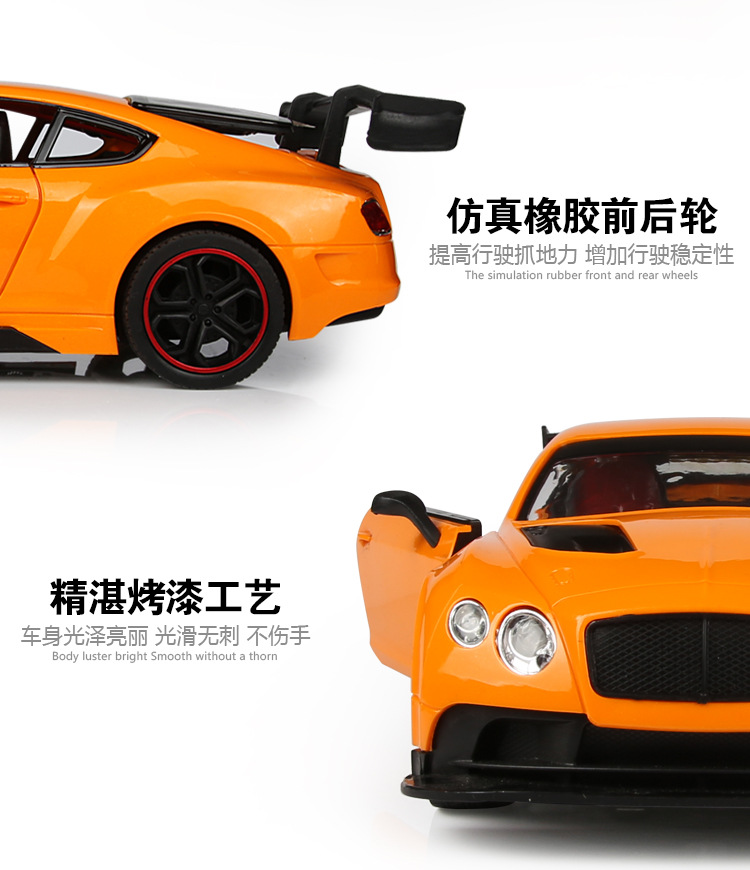 仿真橡胶前后轮
提高行驶抓地力 增加行驶稳定性
The simulation rubber front and rear wheels
精湛烤漆工艺
车身光泽亮丽 光滑无刺 不伤手
Body luster bright Smooth without a thorn